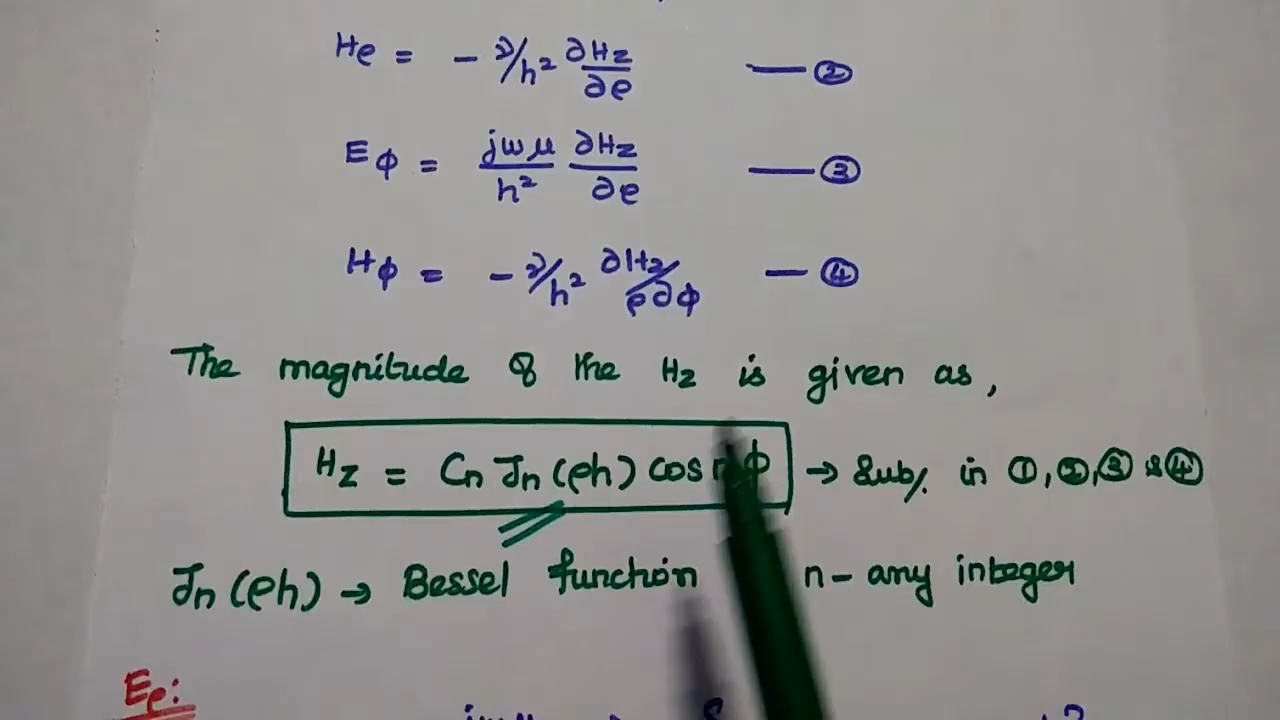 Hρ = - γ/h² ∂Hz/∂ρ — ②
Eϕ = jωμ/h² ∂Hz/∂ρ — ③
Hϕ = - γ/h² ∂Hz/ρ∂ϕ — ④
The magnitude of the Hz is given as,
Hz = Cn Jn (ρh) cos nϕ → Sub/. in ①, ②, ③ & ④
Jn (ρh) → Bessel function n - any integer
Eρ: